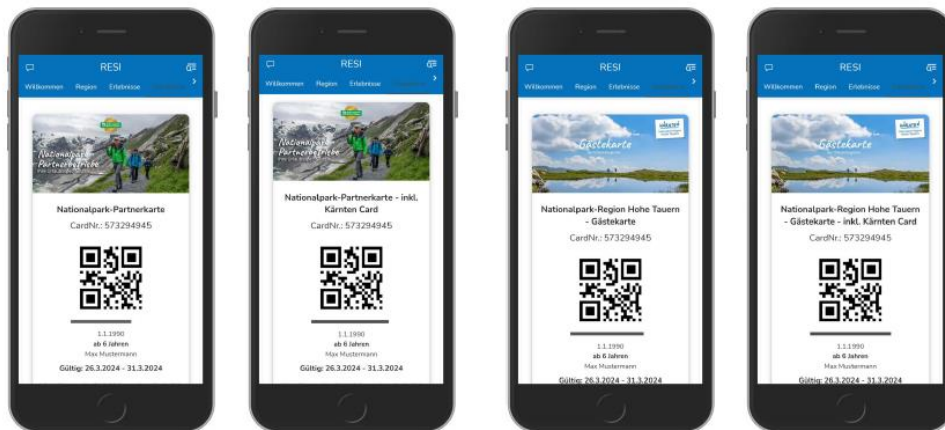 RESI
Willkommen Region Erlebnisse
Nationalpark
Partnerbetriebe
Nationalpark-Partnerkarte
CardNr.: 573294945
1.1.1990
ab 6 Jahren
Max Mustermann
Gültig: 26.3.2024 - 31.3.2024
RESI
Willkommen Region Erlebnisse
Nationalpark
Partnerbetriebe
Nationalpark-Partnerkarte - inkl.
Kärnten Card
CardNr.: 573294945
1.1.1990
ab 6 Jahren
Max Mustermann
Gültig: 26.3.2024 - 31.3.2024
RESI
Willkommen Region Erlebnisse
Gästekarte
Nationalpark-Region Hohe Tauern
- Gästekarte
CardNr.: 573294945
1.1.1990
ab 6 Jahren
Max Mustermann
Gültig: 26.3.2024 - 31.3.2024
RESI
Willkommen Region Erlebnisse
Gästekarte
Nationalpark-Region Hohe Tauern
- Gästekarte - inkl. Kärnten Card
CardNr.: 573294945
1.1.1990
ab 6 Jahren
Max Mustermann
Gültig: 26.3.2024 - 31.3.2024